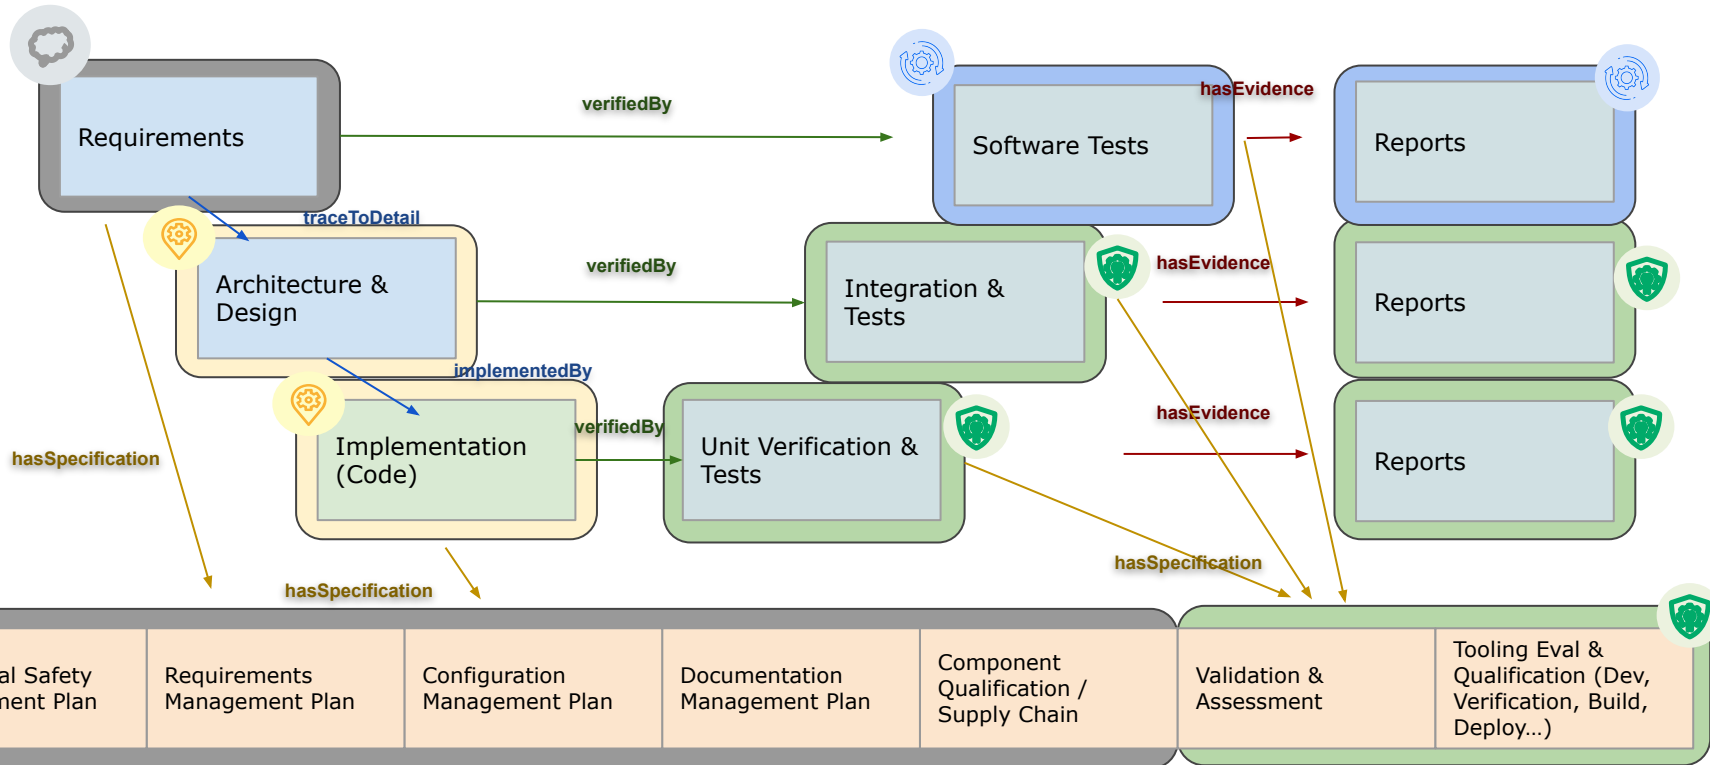 verifiedBy
hasEvidence
Requirements
Software Tests
Reports
traceToDetail
verifiedBy
hasEvidence
Architecture &
Design
Integration &
Tests
Reports
implementedBy
hasEvidence
verifiedBy
Implementation
(Code)
Unit Verification &
Tests
Reports
hasSpecification
hasSpecification
hasSpecification
al Safety
ment Plan
Requirements
Management Plan
Configuration
Management Plan
Documentation
Management Plan
Component
Qualification /
Supply Chain
Validation &
Assessment
Tooling Eval &
Qualification (Dev,
Verification, Build,
Deploy...)